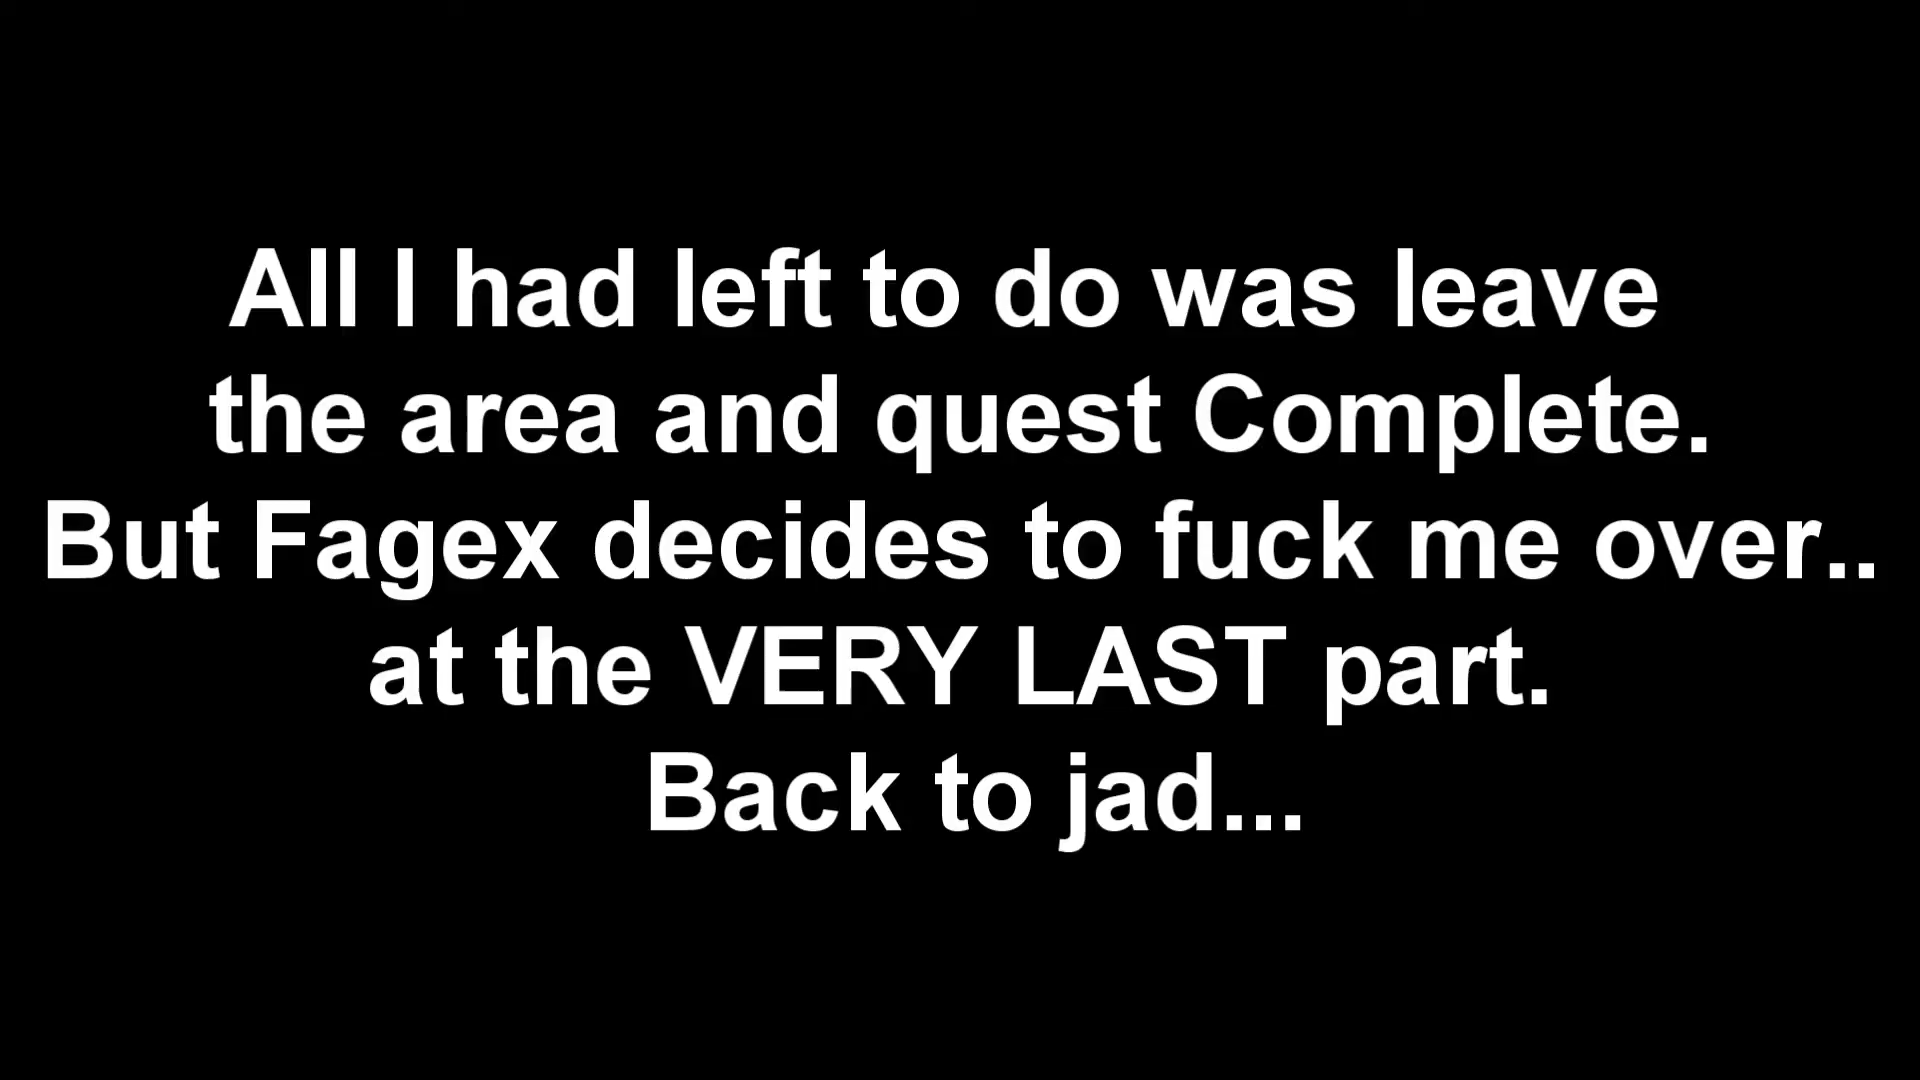 All I had left to do was leave
the area and quest Complete.
But Fagex decides to fuck me over..
at the VERY LAST part.
Back to jad...